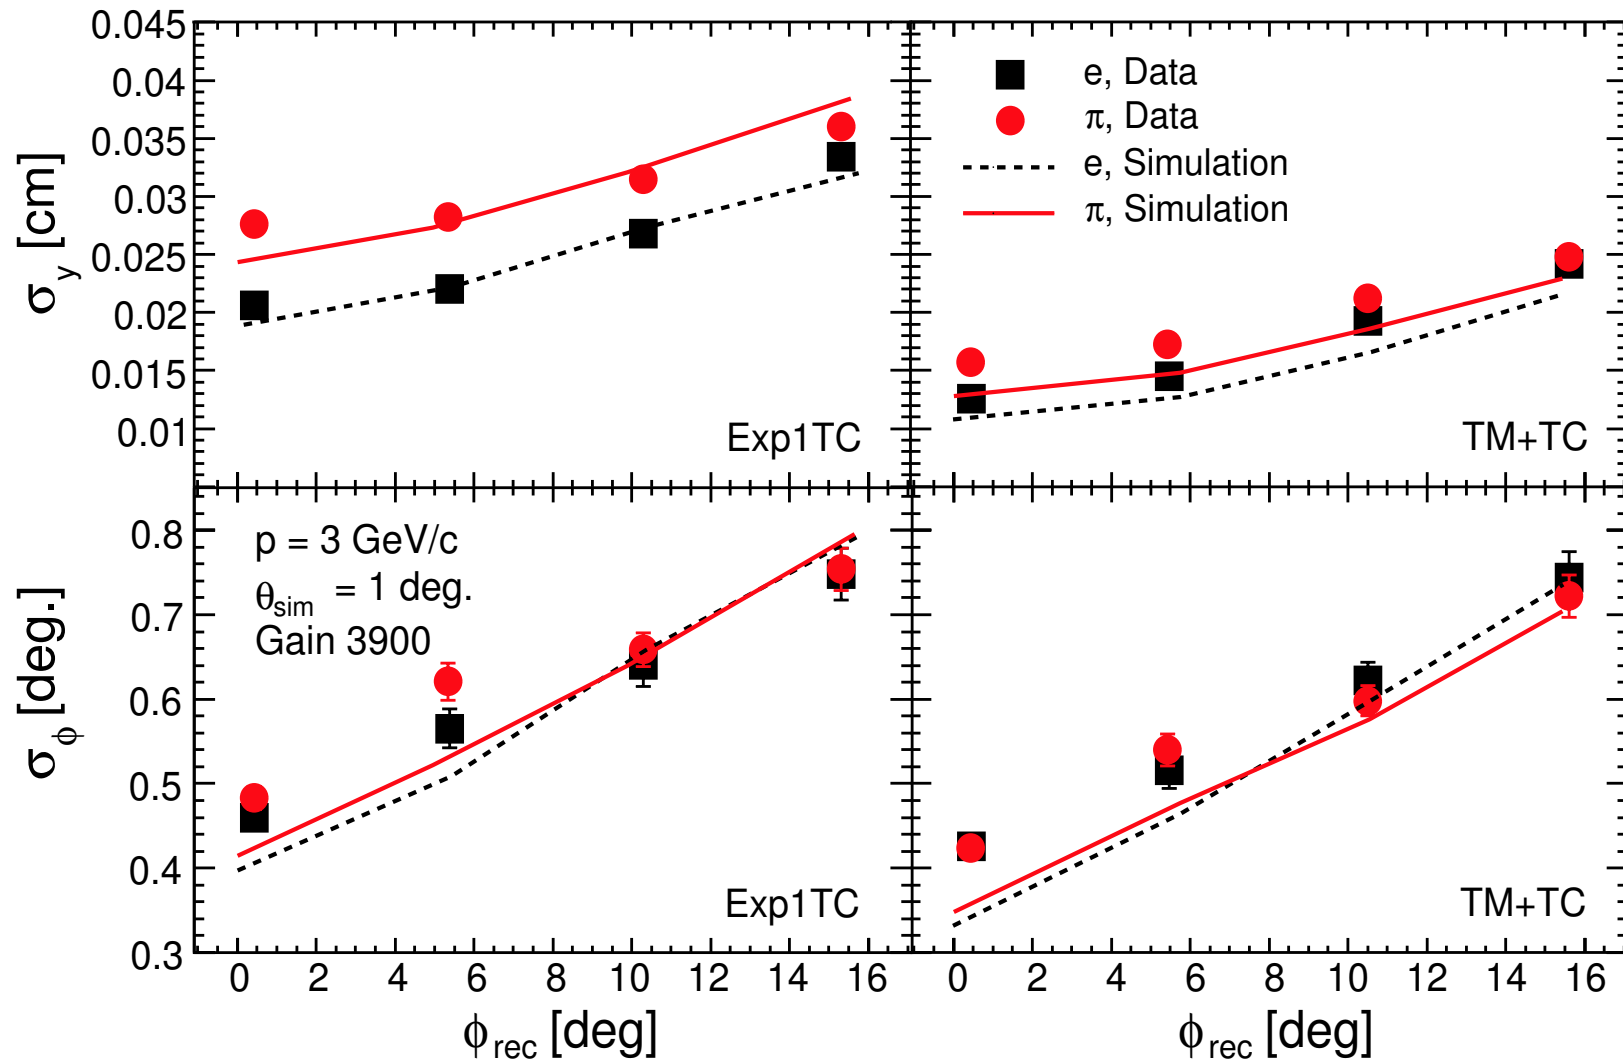 0.045
0.04
0.035
0.03
0.025
0.02
0.015
0.01
σy [cm]
Exp1TC
e, Data
π, Data
e, Simulation
π, Simulation
TM+TC
0.8
0.7
0.6
0.5
0.4
0.3
σϕ [deg.]
p = 3 GeV/c
θsim = 1 deg.
Gain 3900
Exp1TC
TM+TC
0 2 4 6 8 10 12 14 16
0 2 4 6 8 10 12 14 16
ϕrec [deg]
ϕrec [deg]